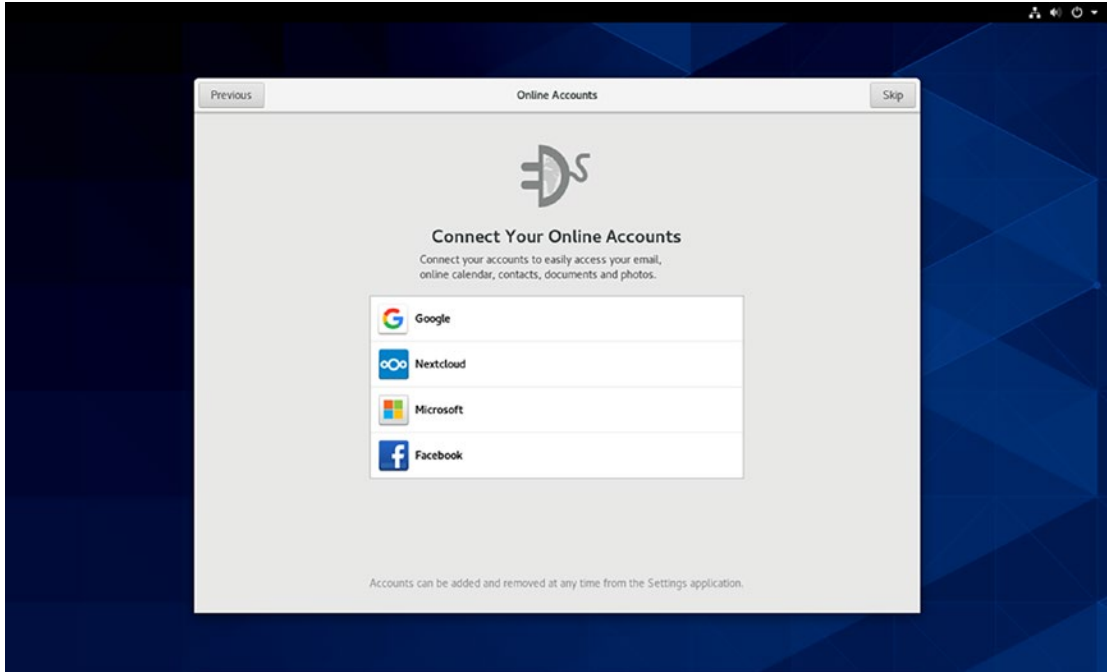 Previous
Online Accounts
Skip
Connect Your Online Accounts
Connect your accounts to easily access your email,
online calendar, contacts, documents and photos.
Google
Nextcloud
Microsoft
Facebook
Accounts can be added and removed at any time from the Settings application.